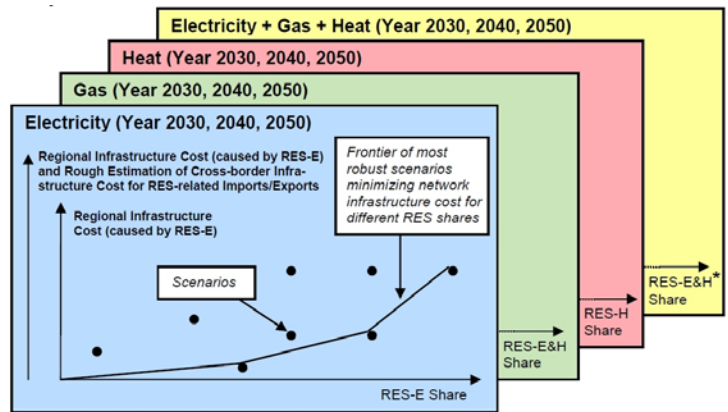 Electricity + Gas + Heat (Year 2030, 2040, 2050)
Heat (Year 2030, 2040, 2050)
Gas (Year 2030, 2040, 2050)
Electricity (Year 2030, 2040, 2050)
Regional Infrastructure Cost (caused by RES-E)
and Rough Estimation of Cross-border Infra-
structure Cost for RES-related Imports/Exports
Regional Infrastructure
Cost (caused by RES-E)
Frontier of most
robust scenarios
minimizing network
infrastructure cost for
different RES shares
Scenarios
RES-E Share
RES-E&H
Share
RES-H
Share
RES-E&H*
Share